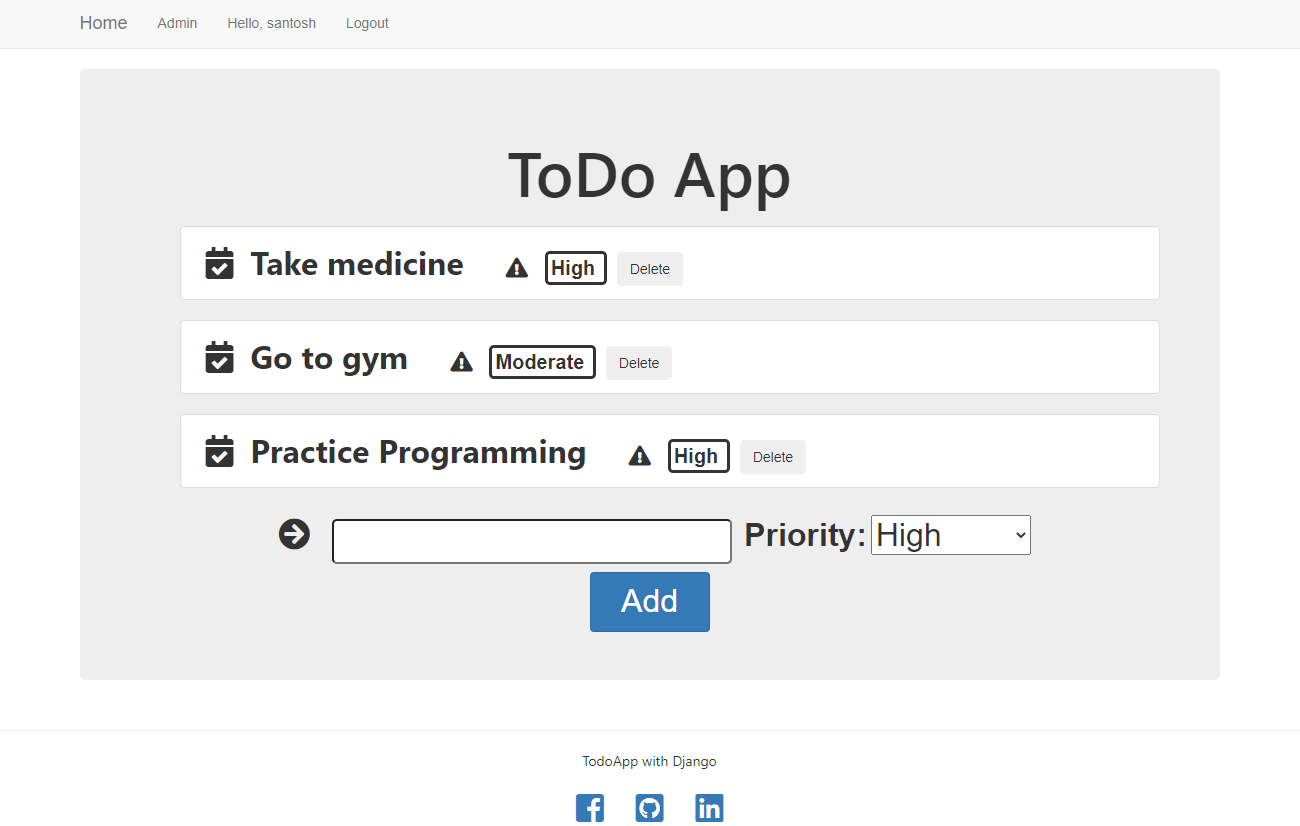 Home Admin Hello, santosh Logout
ToDo App
Take medicine High Delete
Go to gym Moderate Delete
Practice Programming High Delete
Priority: High
Add
TodoApp with Django